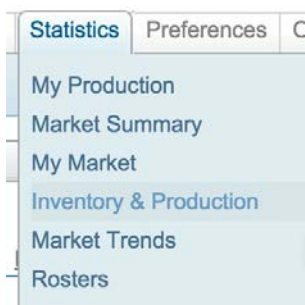 Statistics Preferences
My Production
Market Summary
My Market
Inventory & Production
Market Trends
Rosters